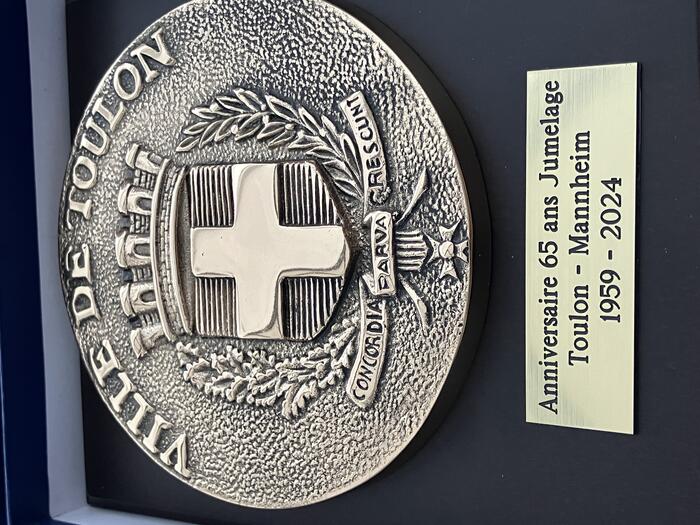 VILLE DE TOULON
CONCORDIA PARVA CRESCUNT
Anniversaire 65 ans Jumelage
Toulon - Mannheim
1959 - 2024